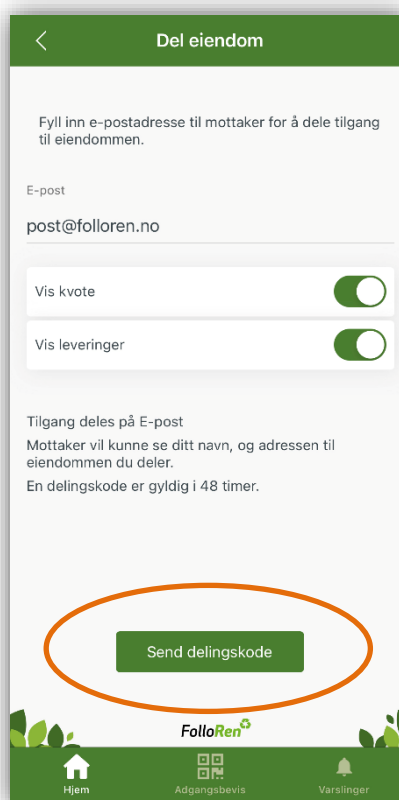 Del eiendom
Fyll inn e-postadresse til mottaker for å dele tilgang
til eiendommen.
E-post
post@folloren.no
Vis kvote
Vis leveringer
Tilgang deles på E-post
Mottaker vil kunne se ditt navn, og adressen til
eiendommen du deler.
En delingskode er gyldig i 48 timer.
Send delingskode
FolloRen
Hjem
Adgangsbevis
Varslinger